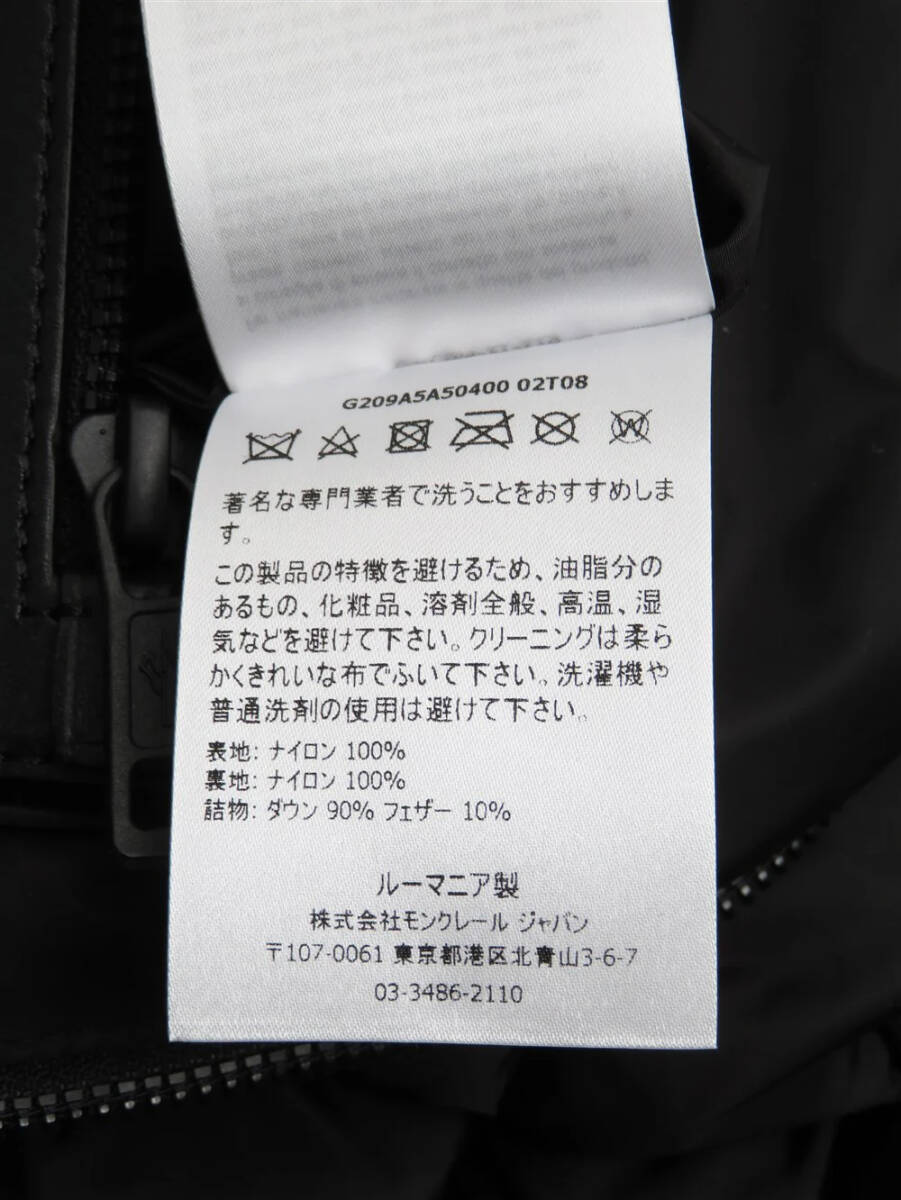 G209A5A50400 02T08
著名な専門業者で洗うことをおすすめしま
す。
この製品の特徴を避けるため、油脂分の
あるもの、化粧品、溶剤全般、高温、湿
気などを避けて下さい。クリーニングは柔ら
かくきれいな布でふいて下さい。洗濯機や
普通洗剤の使用は避けて下さい。
表地: ナイロン 100%
裏地: ナイロン 100%
詰物: ダウン 90% フェザー 10%
ルーマニア製
株式会社モンクレール ジャパン
〒107-0061 東京都港区北青山3-6-7
03-3486-2110